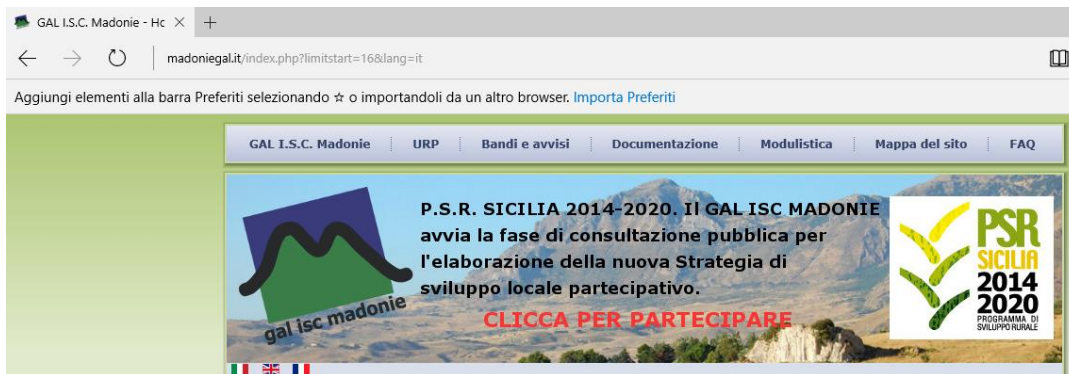 GAL I.S.C. Madonie - Hc
madoniegal.it/index.php?limitstart=16&lang=it
Aggiungi elementi alla barra Preferiti selezionando ☆ o importandoli da un altro browser. Importa Preferiti
GAL I.S.C. Madonie URP Bandi e avvisi Documentazione Modulistica Mappa del sito FAQ
P.S.R. SICILIA 2014-2020. Il GAL ISC MADONIE
avvia la fase di consultazione pubblica per
l'elaborazione della nuova Strategia di
sviluppo locale partecipativo.
CLICCA PER PARTECIPARE
gal isc madonie
PSR
SICILIA
2014
2020
PROGRAMMA DI
SVILUPPO RURALE